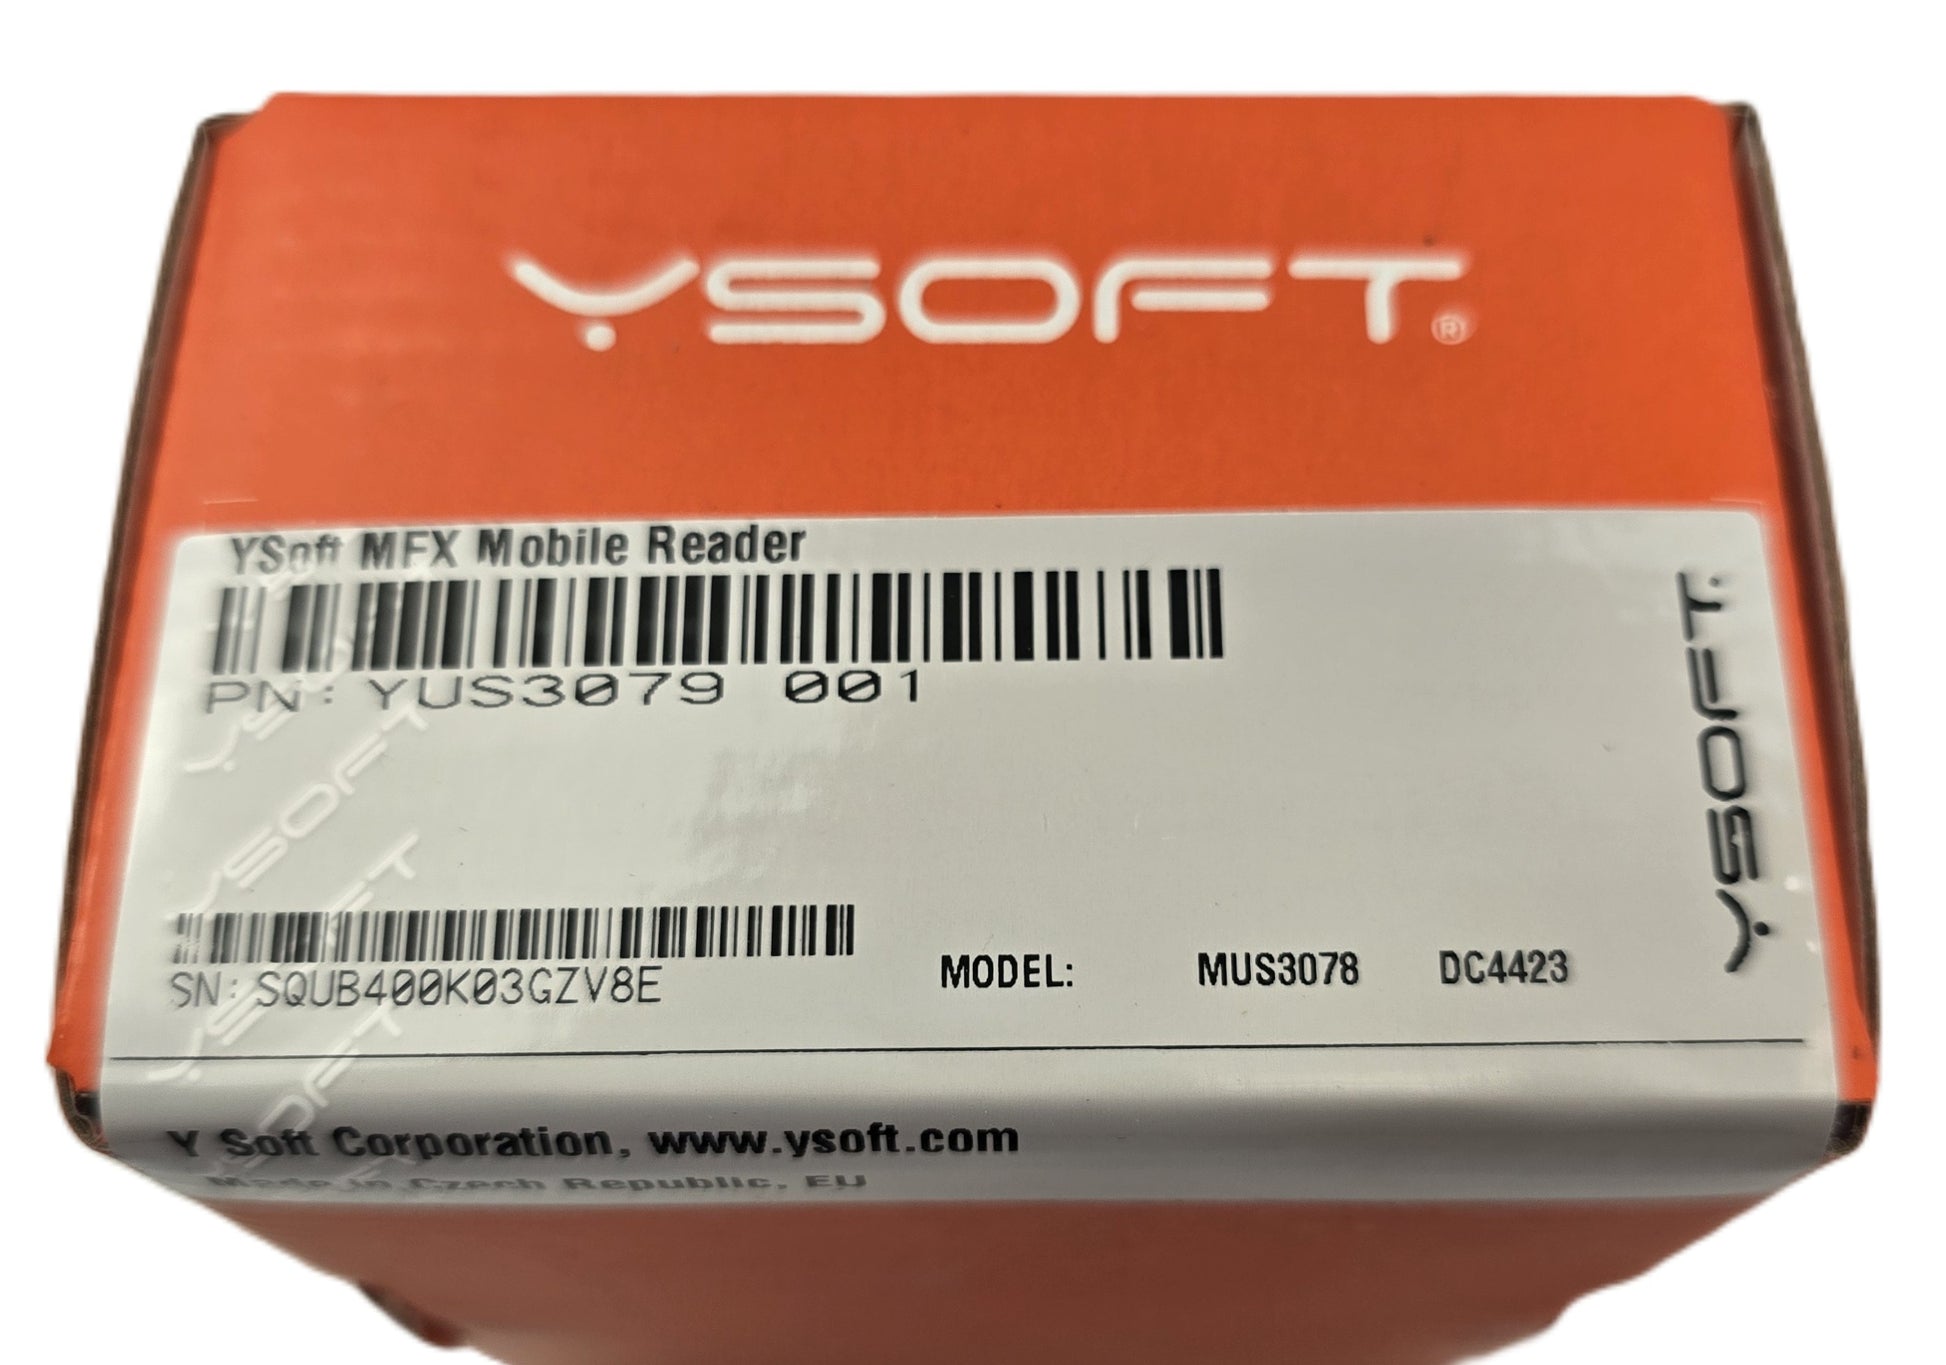 YSOFT®
YSoft MFX Mobile Reader
PN: YUS3079 001
YSOFT
SN: SQUB400K03GZV8E
MODEL: MUS3078 DC4423
Y Soft Corporation, www.ysoft.com
Made in Czech Republic, EU